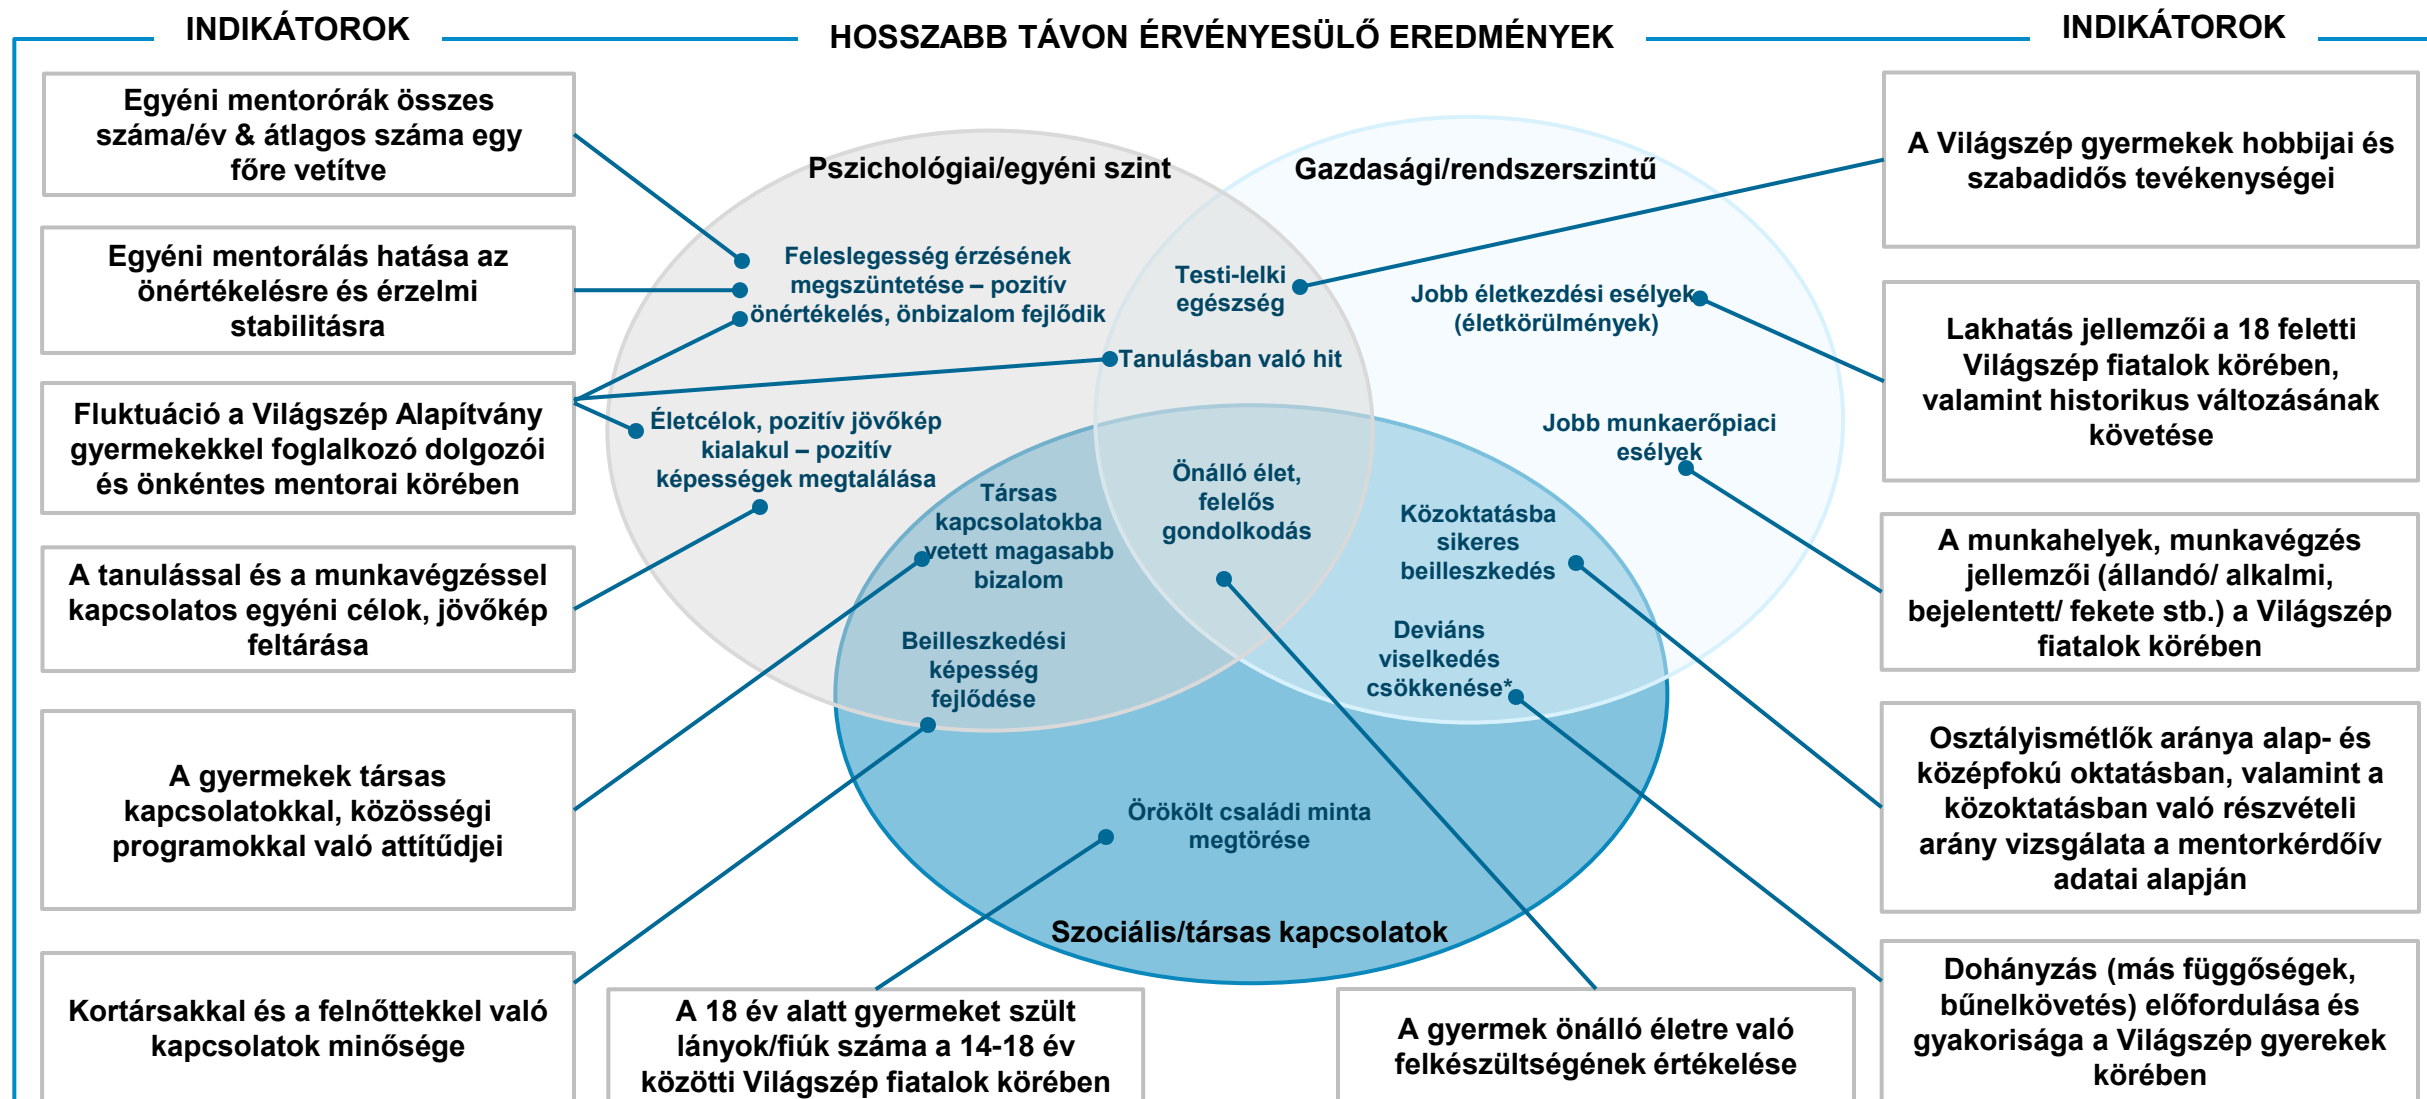 INDIKÁTOROK
HOSSZABB TÁVON ÉRVÉNYESÜLŐ EREDMÉNYEK
INDIKÁTOROK
Egyéni mentorórák összes
száma/év & átlagos száma egy
főre vetítve
Egyéni mentorálás hatása az
önértékelésre és érzelmi
stabilitásra
Fluktuáció a Világszép Alapítvány
gyermekekkel foglalkozó dolgozói
és önkéntes mentorai körében
A tanulással és a munkavégzéssel
kapcsolatos egyéni célok, jövőkép
feltárása
A gyermekek társas
kapcsolatokkal, közösségi
programokkal való attítűdjei
Kortársakkal és a felnőttekkel való
kapcsolatok minősége
Pszichológiai/egyéni szint
Gazdasági/rendszerszintű
Feleslegesség érzésének
megszüntetése – pozitív
önértékelés, önbizalom fejlődik
Testi-lelki
egészség
Tanulásban való hit
Jobb életkezdési esélyek
(életkörülmények)
Életcélok, pozitív jövőkép
kialakul – pozitív
képességek megtalálása
Jobb munkaerőpiaci
esélyek
Társas
kapcsolatokba
vetett magasabb
bizalom
Önálló élet,
felelős
gondolkodás
Közoktatásba
sikeres
beilleszkedés
Beilleszkedési
képesség
fejlődése
Deviáns
viselkedés
csökkenése*
Örökölt családi minta
megtörése
Szociális/társas kapcsolatok
A 18 év alatt gyermeket szült
lányok/fiúk száma a 14-18 év
közötti Világszép fiatalok körében
A gyermek önálló életre való
felkészültségének értékelése
A Világszép gyermekek hobbijai és
szabadidős tevékenységei
Lakhatás jellemzői a 18 feletti
Világszép fiatalok körében,
valamint historikus változásának
követése
A munkahelyek, munkavégzés
jellemzői (állandó/ alkalmi,
bejelentett/ fekete stb.) a Világszép
fiatalok körében
Osztályismétlők aránya alap- és
középfokú oktatásban, valamint a
közoktatásban való részvételi
arány vizsgálata a mentorkérdőív
adatai alapján
Dohányzás (más függőségek,
bűnelkövetés) előfordulása és
gyakorisága a Világszép gyerekek
körében